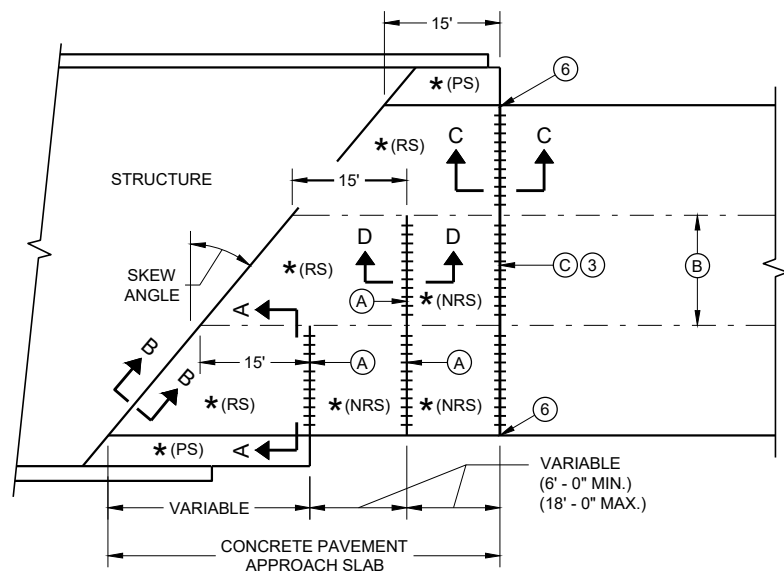 15'
* (PS)
6
* (RS)
C
C
STRUCTURE
15'
D
D
SKEW
ANGLE
* (RS)
C
3
B
A
* (NRS)
A
15'
A
A
B
B
* (RS)
* (NRS)
* (NRS)
6
* (PS)
A
VARIABLE
VARIABLE
(6' - 0" MIN.)
(18' - 0" MAX.)
CONCRETE PAVEMENT
APPROACH SLAB